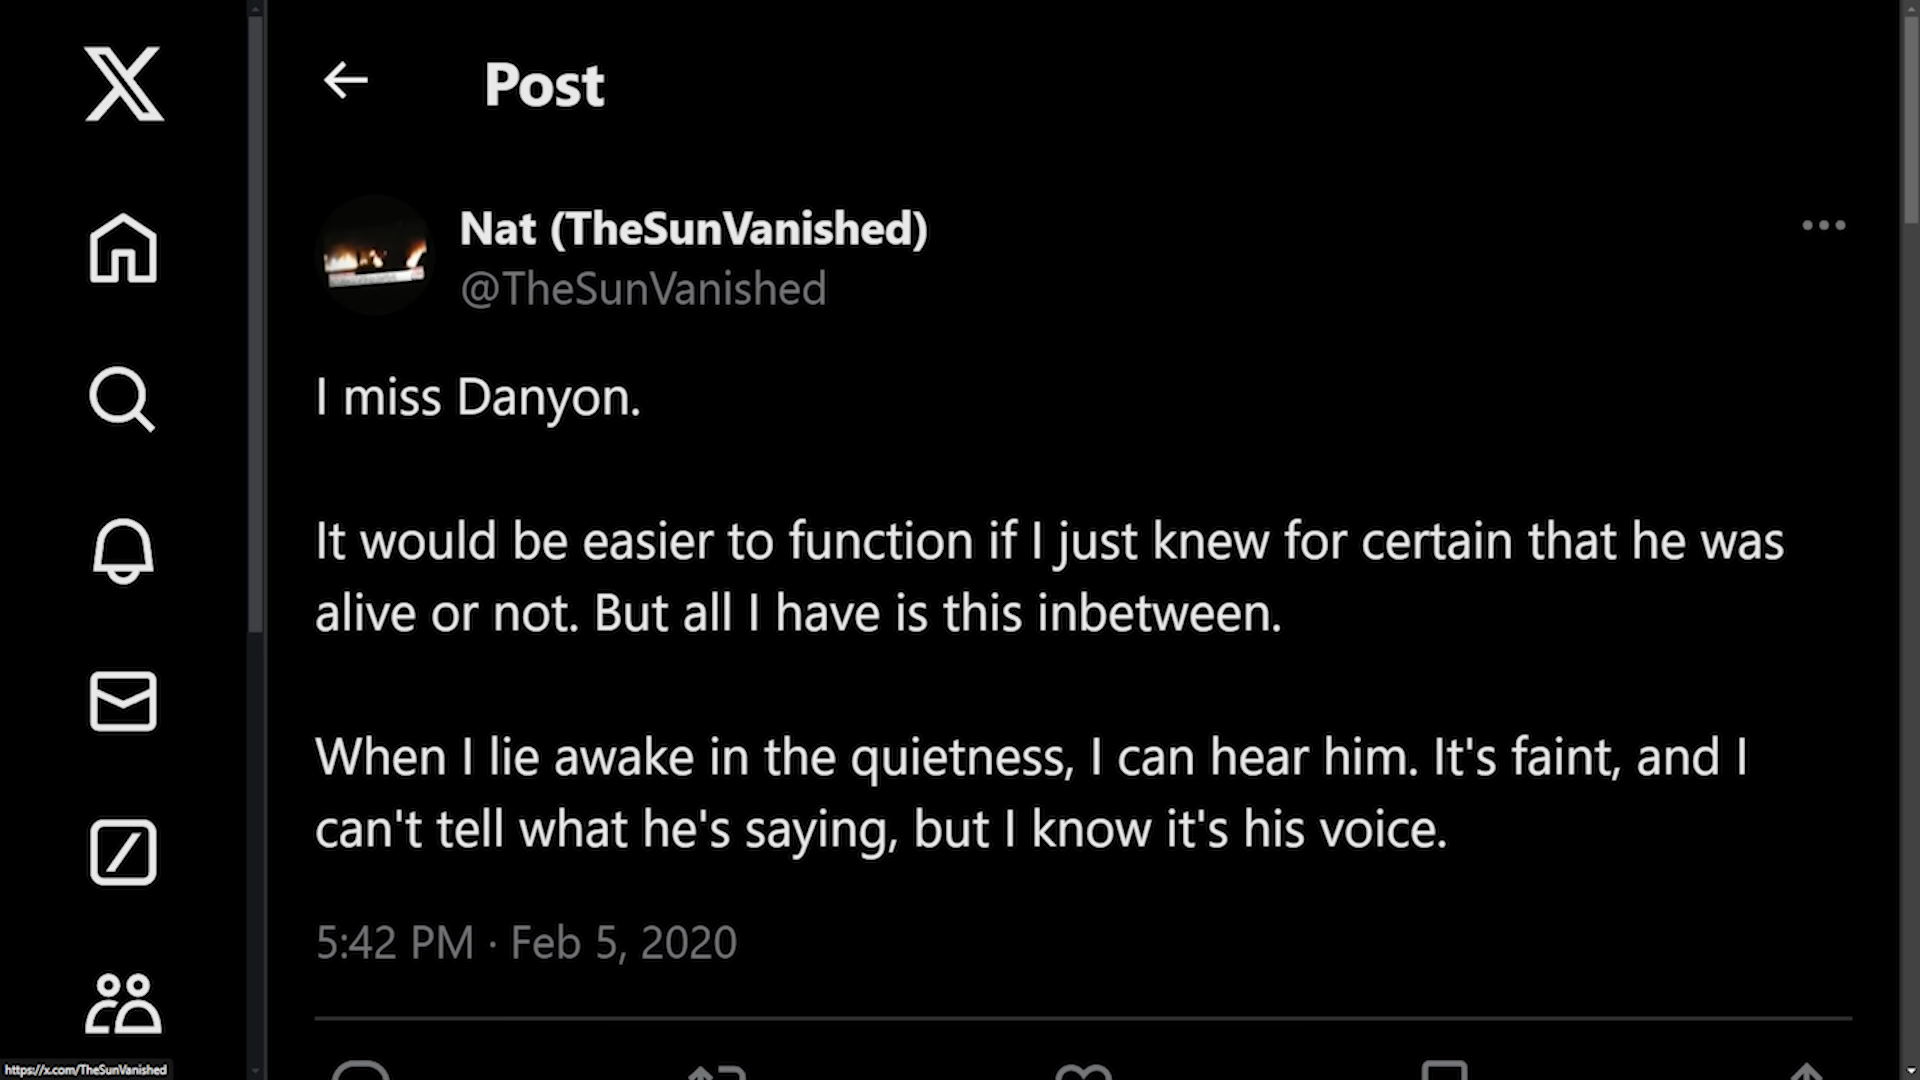 Post
Nat (TheSunVanished)
@TheSunVanished
I miss Danyon.
It would be easier to function if I just knew for certain that he was
alive or not. But all I have is this inbetween.
When I lie awake in the quietness, I can hear him. It's faint, and I
can't tell what he's saying, but I know it's his voice.
5:42 PM · Feb 5, 2020
https://x.com/TheSunVanished